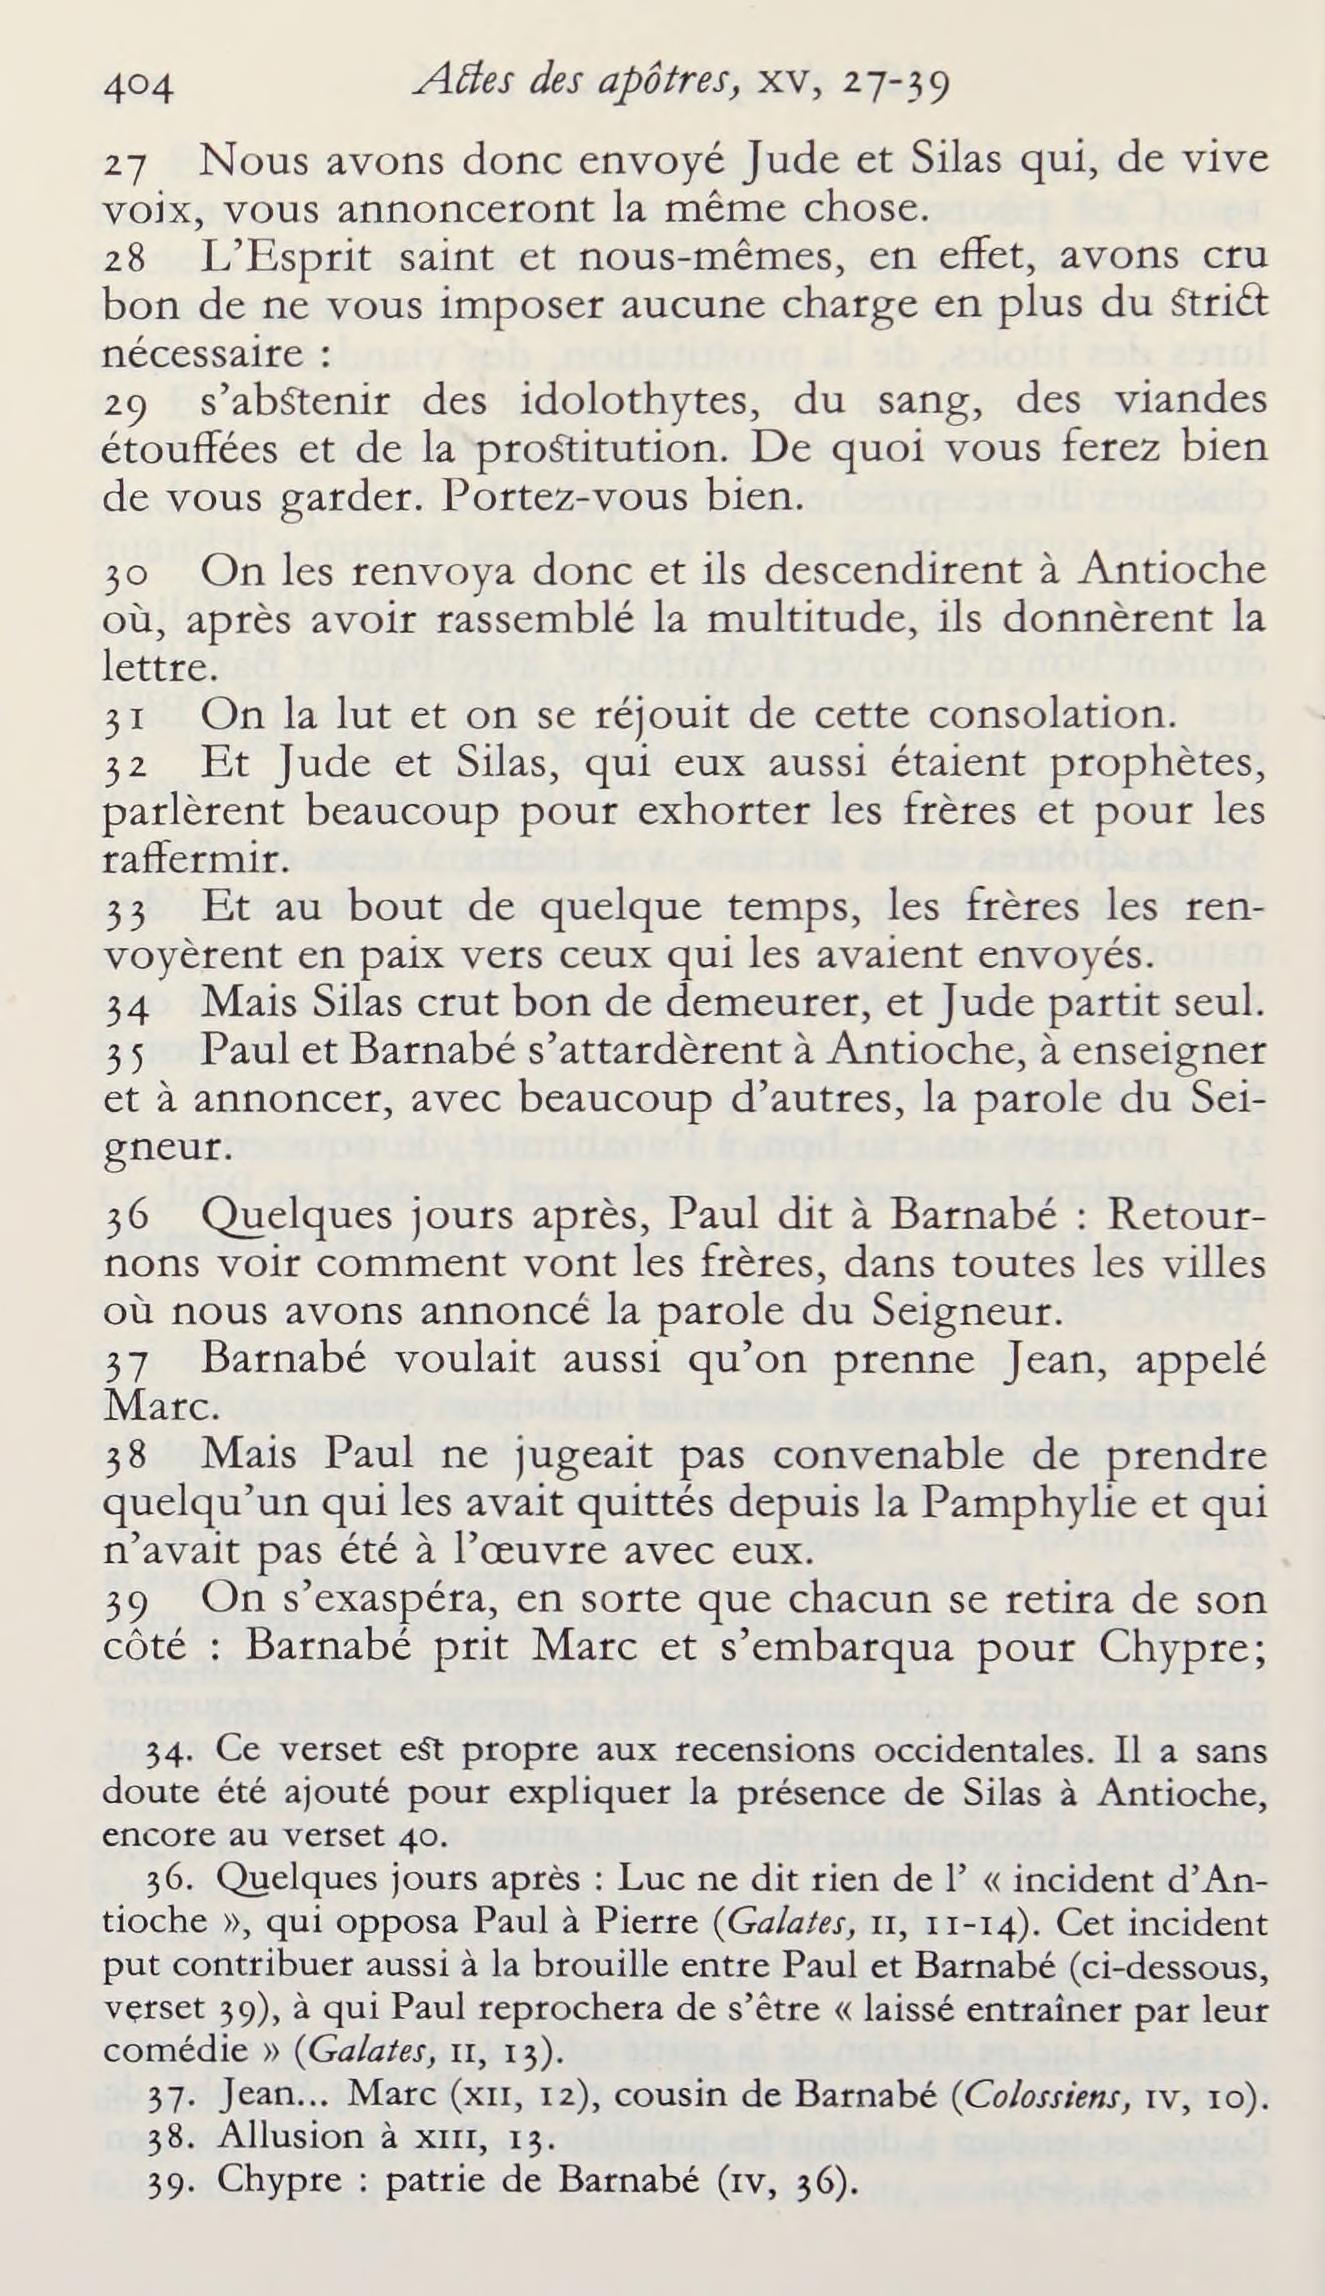 404 Actes des apôtres, XV, 27-39
27 Nous avons donc envoyé Jude et Silas qui, de vive
voix, vous annonceront la même chose.
28 L’Esprit saint et nous-mêmes, en effet, avons cru
bon de ne vous imposer aucune charge en plus du strict
nécessaire :
29 s’abstenir des idolothytes, du sang, des viandes
étouffées et de la prostitution. De quoi vous ferez bien
de vous garder. Portez-vous bien.
30 On les renvoya donc et ils descendirent à Antioche
où, après avoir rassemblé la multitude, ils donnèrent la
lettre.
31 On la lut et on se réjouit de cette consolation.
32 Et Jude et Silas, qui eux aussi étaient prophètes,
parlèrent beaucoup pour exhorter les frères et pour les
raffermir.
33 Et au bout de quelque temps, les frères les ren-
voyèrent en paix vers ceux qui les avaient envoyés.
34 Mais Silas crut bon de demeurer, et Jude partit seul.
35 Paul et Barnabé s’attardèrent à Antioche, à enseigner
et à annoncer, avec beaucoup d’autres, la parole du Sei-
gneur.
36 Quelques jours après, Paul dit à Barnabé : Retour-
nons voir comment vont les frères, dans toutes les villes
où nous avons annoncé la parole du Seigneur.
37 Barnabé voulait aussi qu’on prenne Jean, appelé
Marc.
38 Mais Paul ne jugeait pas convenable de prendre
quelqu’un qui les avait quittés depuis la Pamphylie et qui
n’avait pas été à l’œuvre avec eux.
39 On s’exaspéra, en sorte que chacun se retira de son
côté : Barnabé prit Marc et s’embarqua pour Chypre;
34. Ce verset est propre aux recensions occidentales. Il a sans
doute été ajouté pour expliquer la présence de Silas à Antioche,
encore au verset 40.
36. Quelques jours après : Luc ne dit rien de l’ « incident d’An-
tioche », qui opposa Paul à Pierre (Galates, II, 11-14). Cet incident
put contribuer aussi à la brouille entre Paul et Barnabé (ci-dessous,
verset 39), à qui Paul reprochera de s’être « laissé entraîner par leur
comédie » (Galates, II, 13).
37. Jean... Marc (XII, 12), cousin de Barnabé (Colossiens, IV, 10).
38. Allusion à XIII, 13.
39. Chypre : patrie de Barnabé (IV, 36).